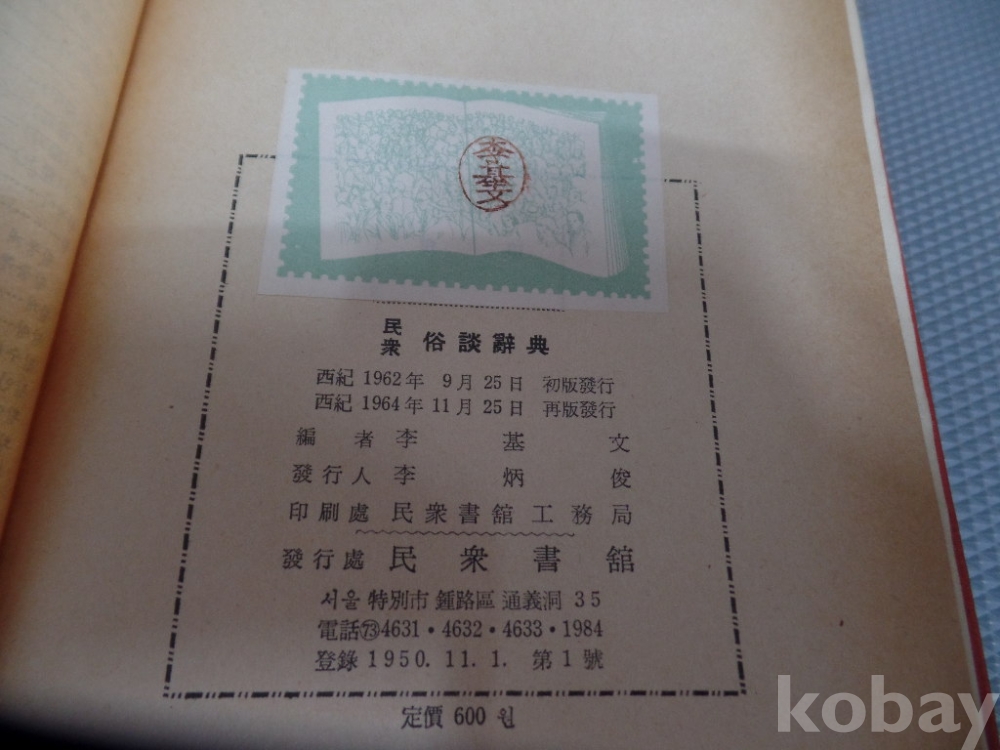 李基文
民衆 俗談辭典
西紀 1962年 9月 25日 初版發行
西紀 1964年 11月 25日 再版發行
編者 李基文
發行人 李炳俊
印刷處 民衆書舘工務局
發行處 民衆書舘
서울 特別市 鍾路區 通義洞 35
電話㊆4631・4632・4633・1984
登錄 1950. 11. 1. 第1號
定價 600 원
kobay